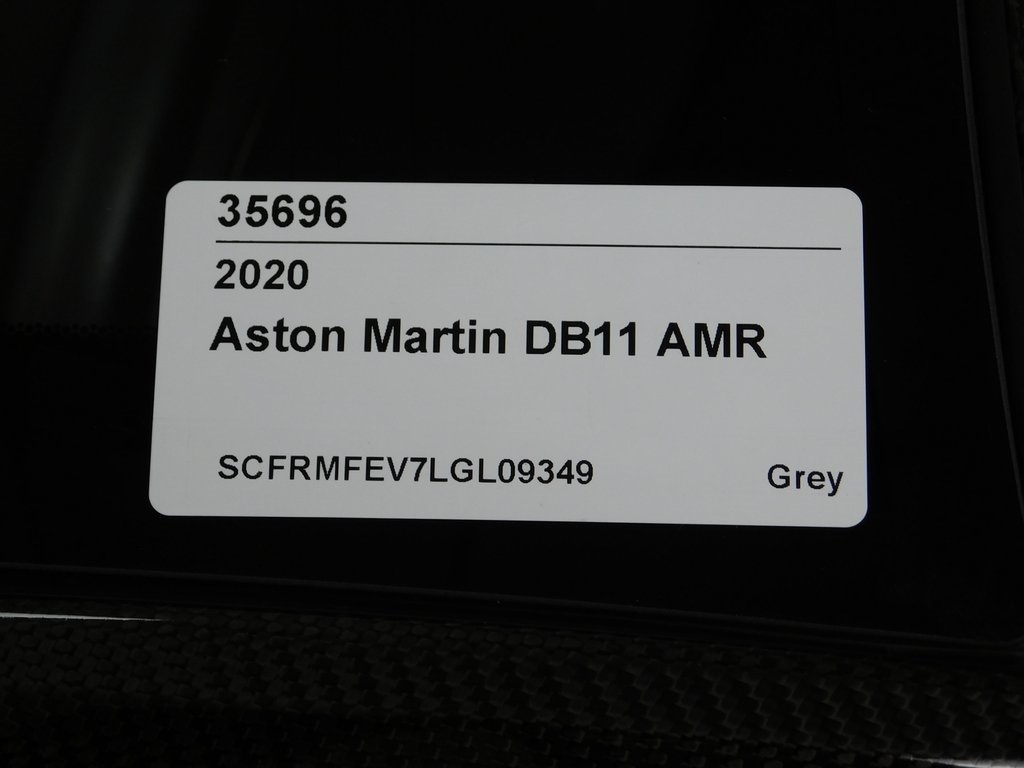 35696
2020
Aston Martin DB11 AMR
SCFRMFEV7LGL09349 Grey